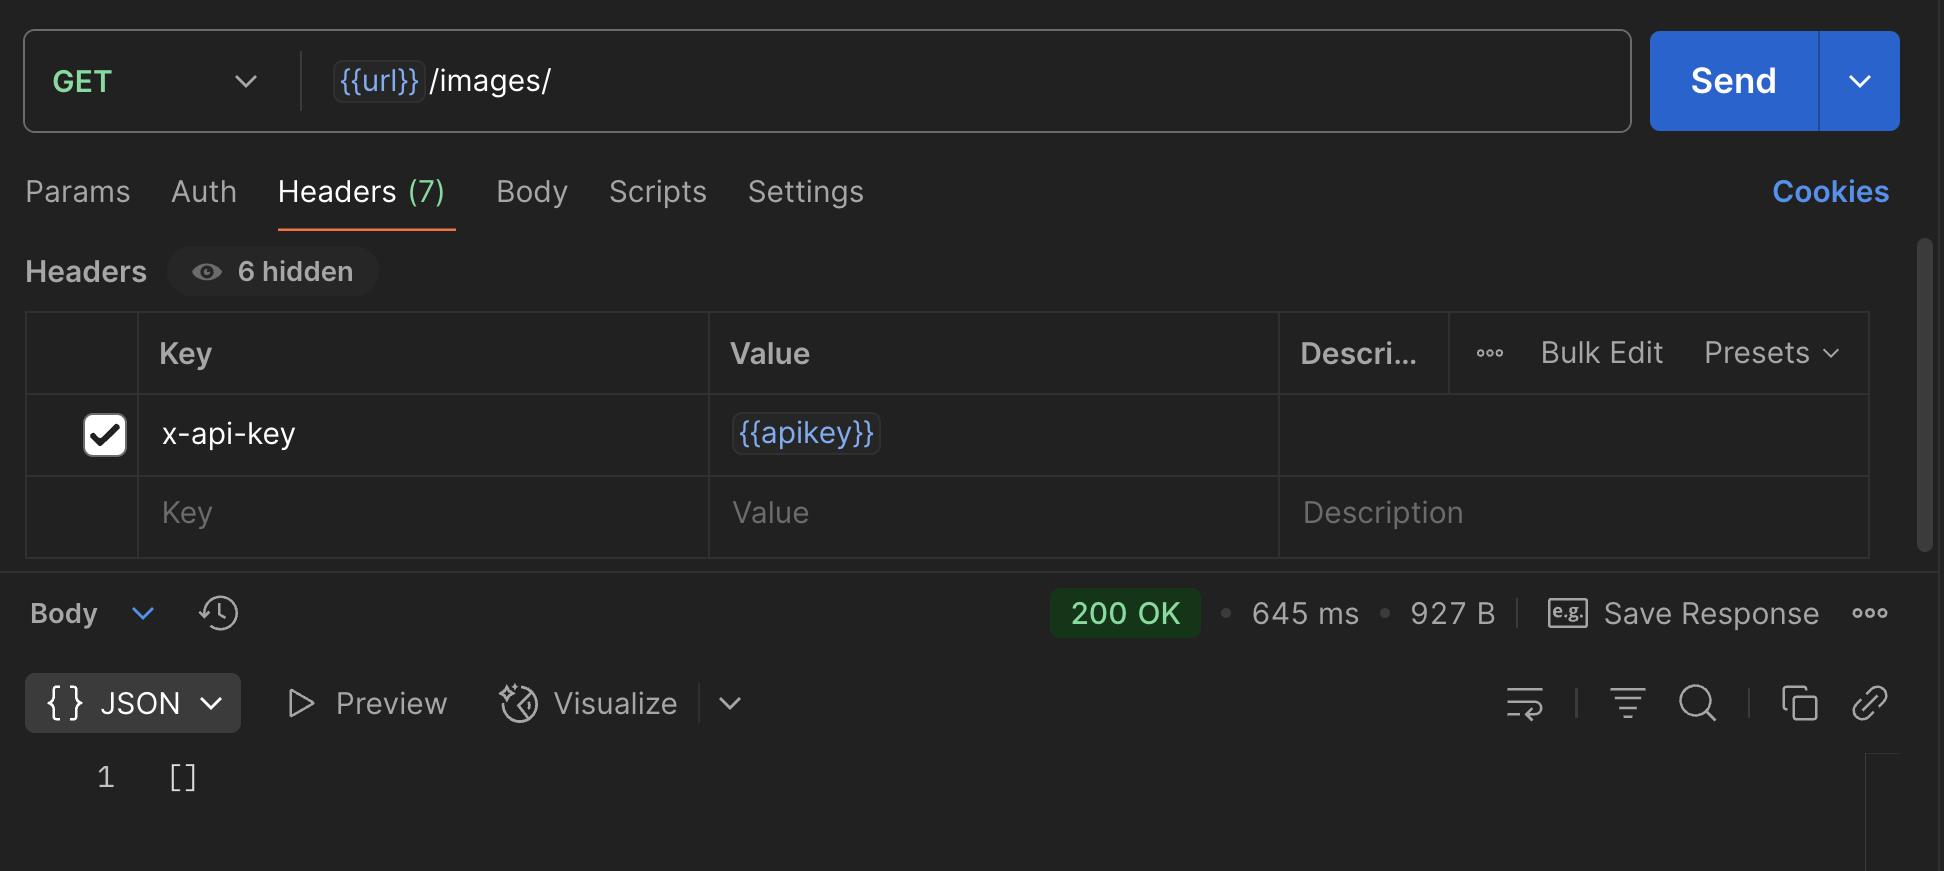 GET {{url}}/images/ Send
Params Auth Headers (7) Body Scripts Settings Cookies
Headers 6 hidden
Key Value Descri... Bulk Edit Presets
x-api-key {{apikey}}
Key Value Description
Body 200 OK • 645 ms • 927 B e.g. Save Response
{} JSON Preview Visualize
1 []